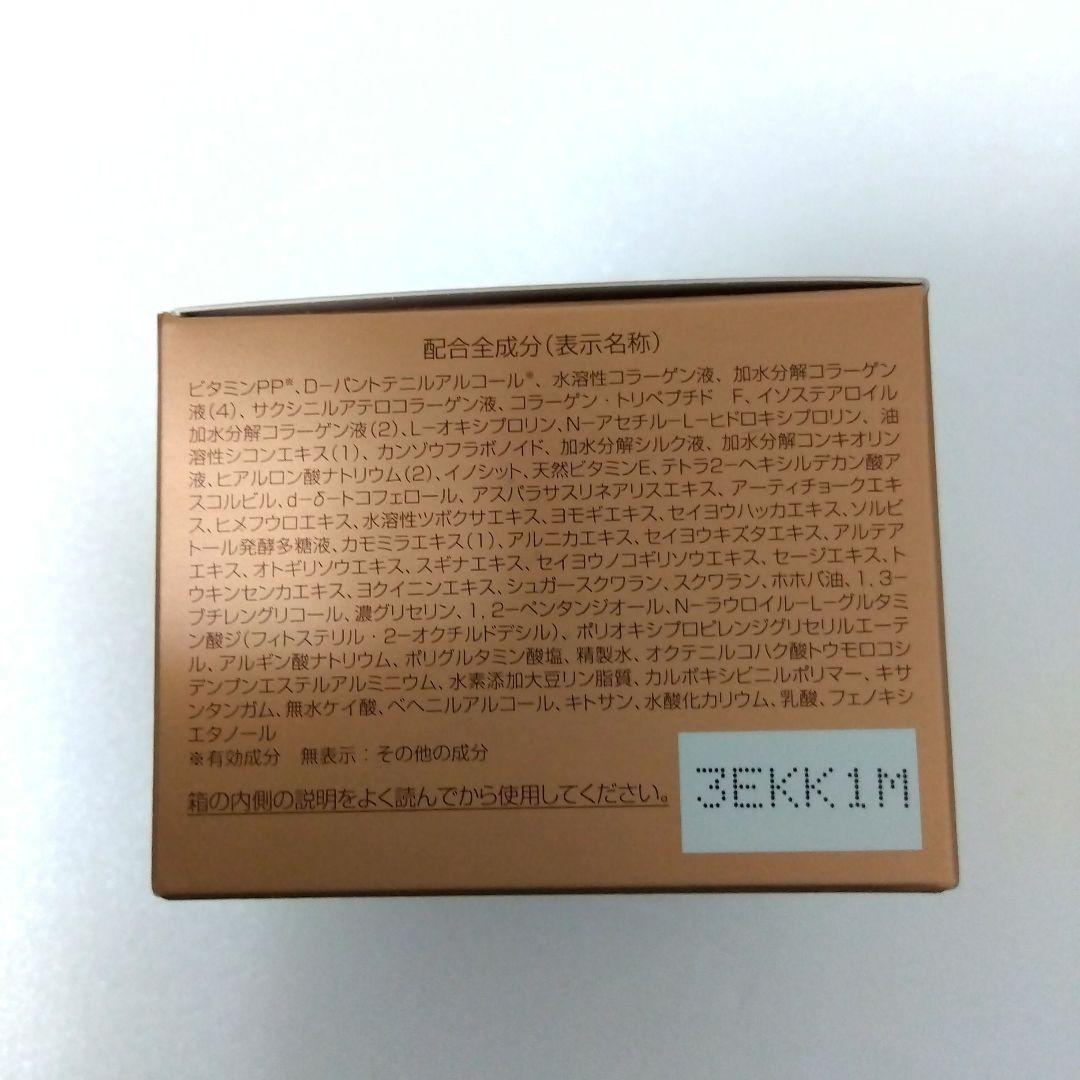 配合全成分(表示名称)
ビタミンPP※、D-パントテニルアルコール※、水溶性コラーゲン液、加水分解コラーゲン
液(4)、サクシニルアテロコラーゲン液、コラーゲン・トリペプチド F、イソステアロイル
加水分解コラーゲン液(2)、L-オキシプロリン、N-アセチル-L-ヒドロキシプロリン、油
溶性シコンエキス(1)、カンゾウフラボノイド、加水分解シルク液、加水分解コンキオリン
液、ヒアルロン酸ナトリウム(2)、イノシット、天然ビタミンE、テトラ2-ヘキシルデカン酸ア
スコルビル、d-δ-トコフェロール、アスパラサスリネアリスエキス、アーティチョークエキ
ス、ヒメフウロエキス、水溶性ツボクサエキス、ヨモギエキス、セイヨウハッカエキス、ソルビ
トール発酵多糖液、カモミラエキス(1)、アルニカエキス、セイヨウキズタエキス、アルテア
エキス、オトギリソウエキス、スギナエキス、セイヨウノコギリソウエキス、セージエキス、ト
ウキンセンカエキス、ヨクイニンエキス、シュガースクワラン、スクワラン、ホホバ油、1,3-
ブチレングリコール、濃グリセリン、1,2-ペンタンジオール、N-ラウロイル-L-グルタミ
ン酸ジ(フィトステリル・2-オクチルドデシル)、ポリオキシプロピレンジグリセリルエーテ
ル、アルギン酸ナトリウム、ポリグルタミン酸塩、精製水、オクテニルコハク酸トウモロコシ
デンプンエステルアルミニウム、水素添加大豆リン脂質、カルボキシビニルポリマー、キサ
ンタンガム、無水ケイ酸、ベヘニルアルコール、キトサン、水酸化カリウム、乳酸、フェノキシ
エタノール
※有効成分 無表示:その他の成分
箱の内側の説明をよく読んでから使用してください。
3EKK1M